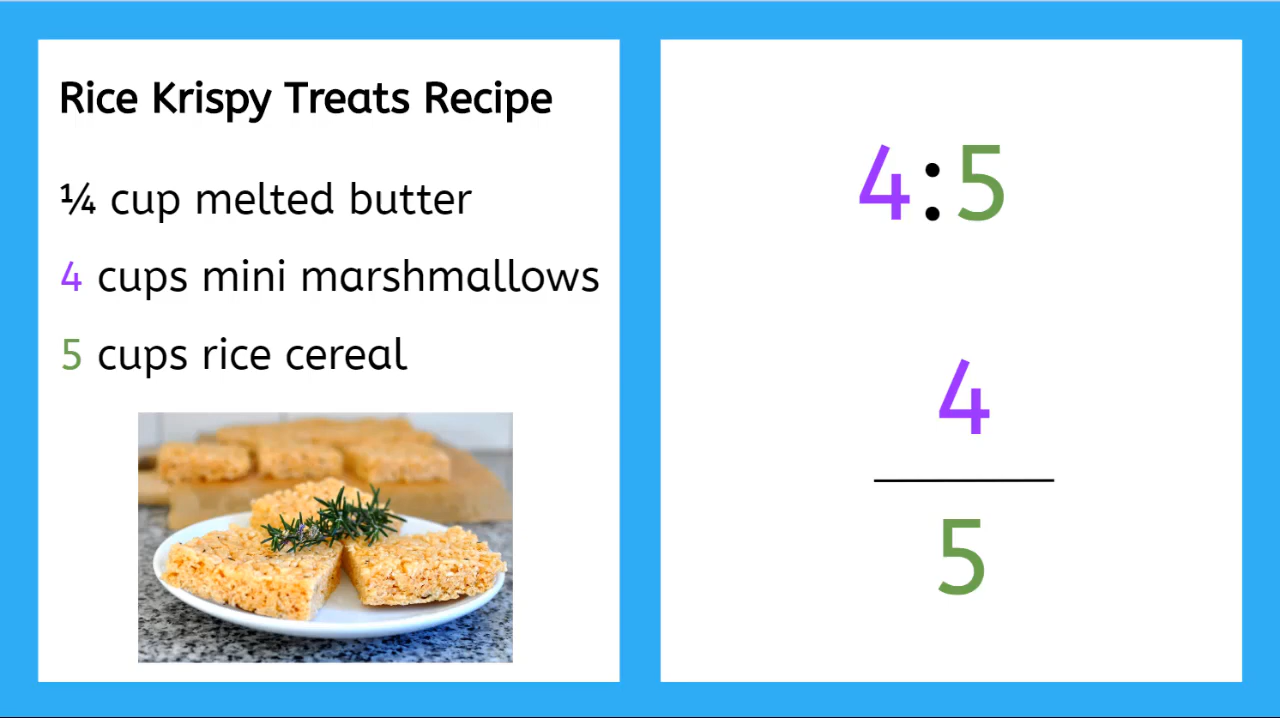 Rice Krispy Treats Recipe
¼ cup melted butter
4 cups mini marshmallows
5 cups rice cereal
4:5
4
5